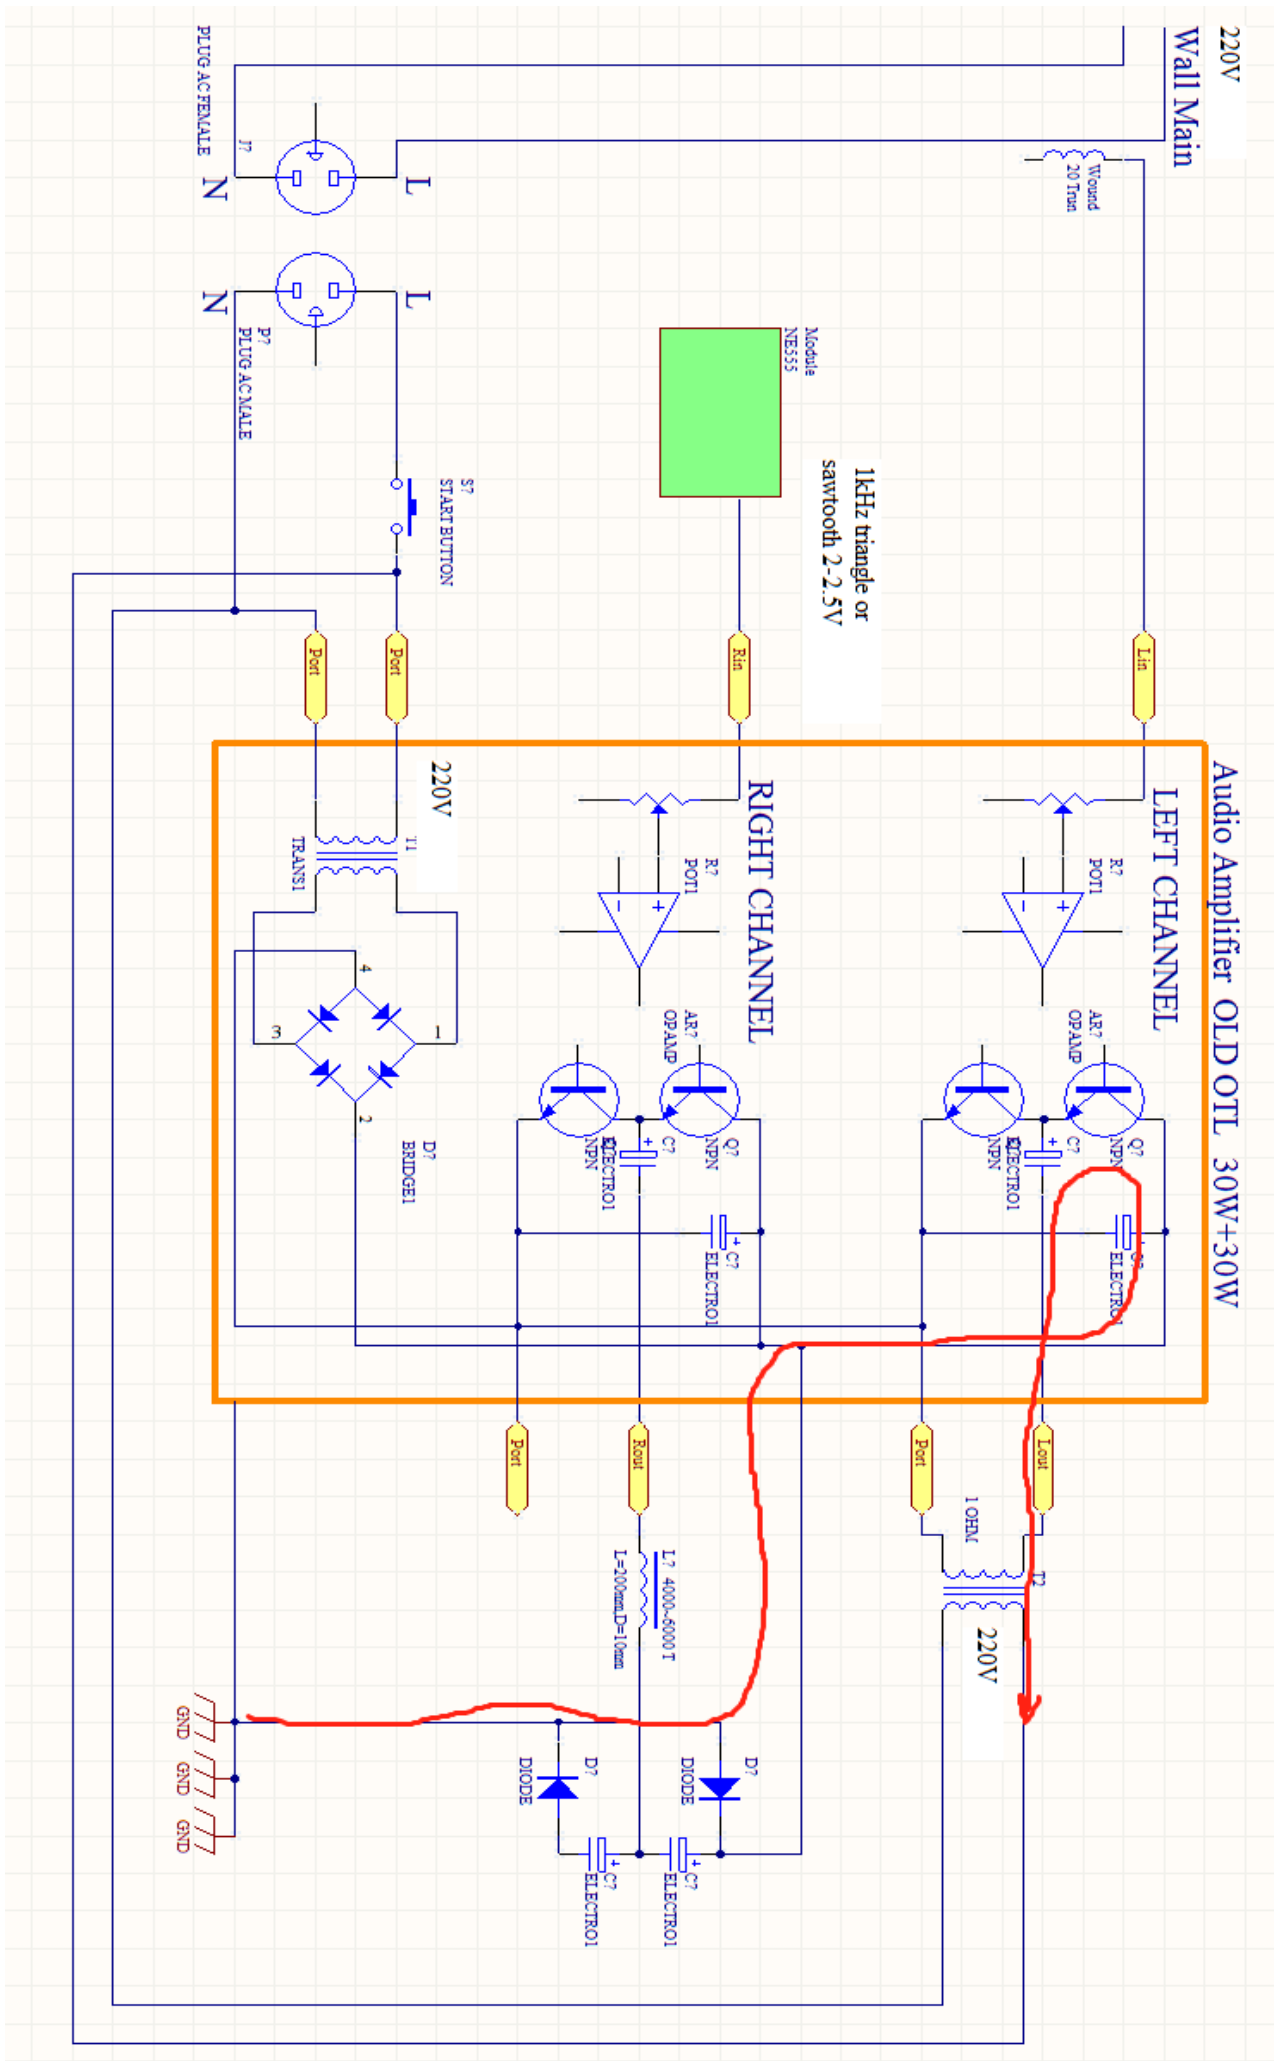 220V
Wall Main
Audio Amplifier OLD OTL 30W+30W
LEFT CHANNEL
Wound
20 Trun
Lin
R?
POT1
+
-
AR?
OPAMP
Q?
NPN
C?
ELECTRO1
NPN
+
C?
ELECTRO1
+
Lout
Port
1 OHM
T2
220V
1kHz triangle or
sawtooth 2-2.5V
Module
NE555
Rin
RIGHT CHANNEL
R?
POT1
+
-
AR?
OPAMP
Q?
NPN
C?
ELECTRO1
NPN
+
C?
ELECTRO1
+
Rout
Port
L? 4000~6000T
L=200mm,D=10mm
D?
DIODE
C?
ELECTRO1
+
D?
DIODE
C?
ELECTRO1
+
PLUG AC FEMALE
J?
L
N
L
N
P?
PLUG AC MALE
S?
START BUTTON
Port
Port
220V
T1
TRANS1
4
1
3
2
D?
BRIDGE1
GND
GND
GND